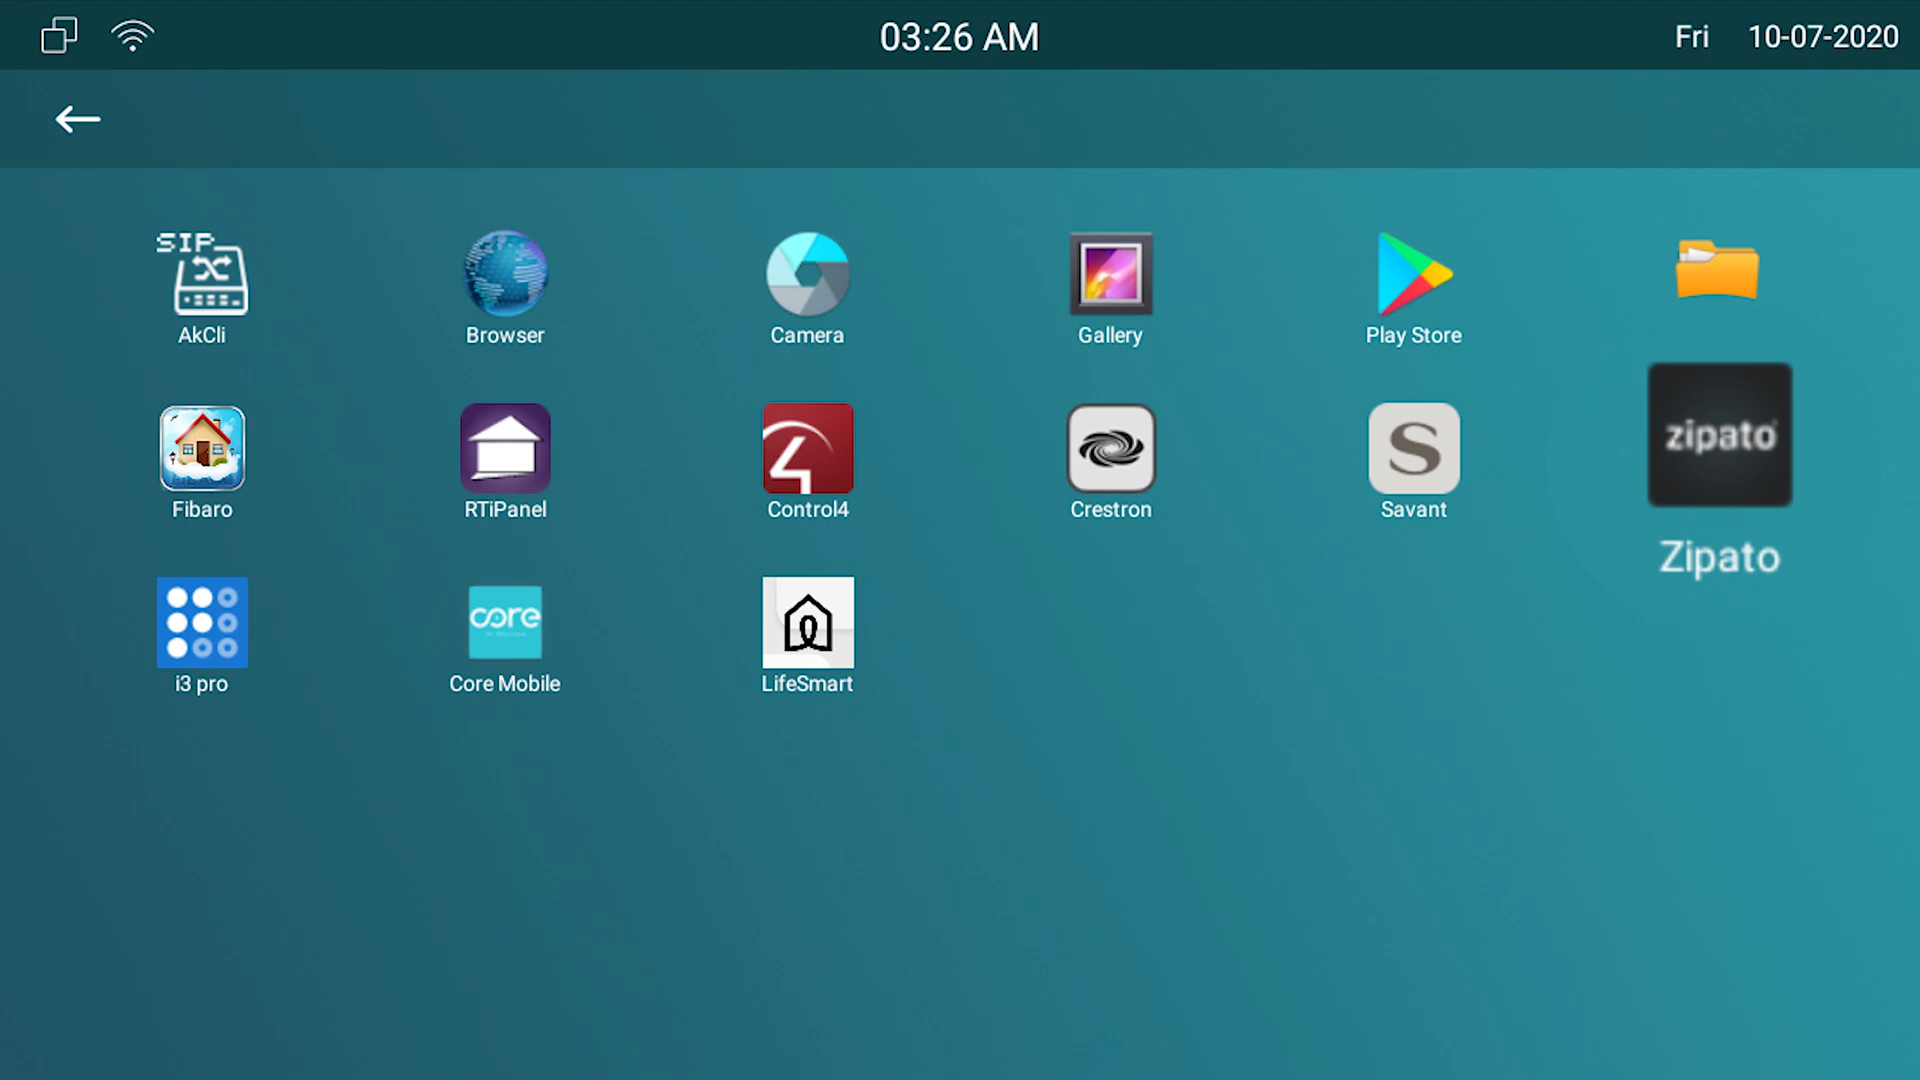 03:26 AM
Fri 10-07-2020
SIP
AkCli
Browser
Camera
Gallery
Play Store
Fibaro
RTiPanel
4
Control4
Crestron
S
Savant
zipato
Zipato
i3 pro
core
Core Mobile
LifeSmart